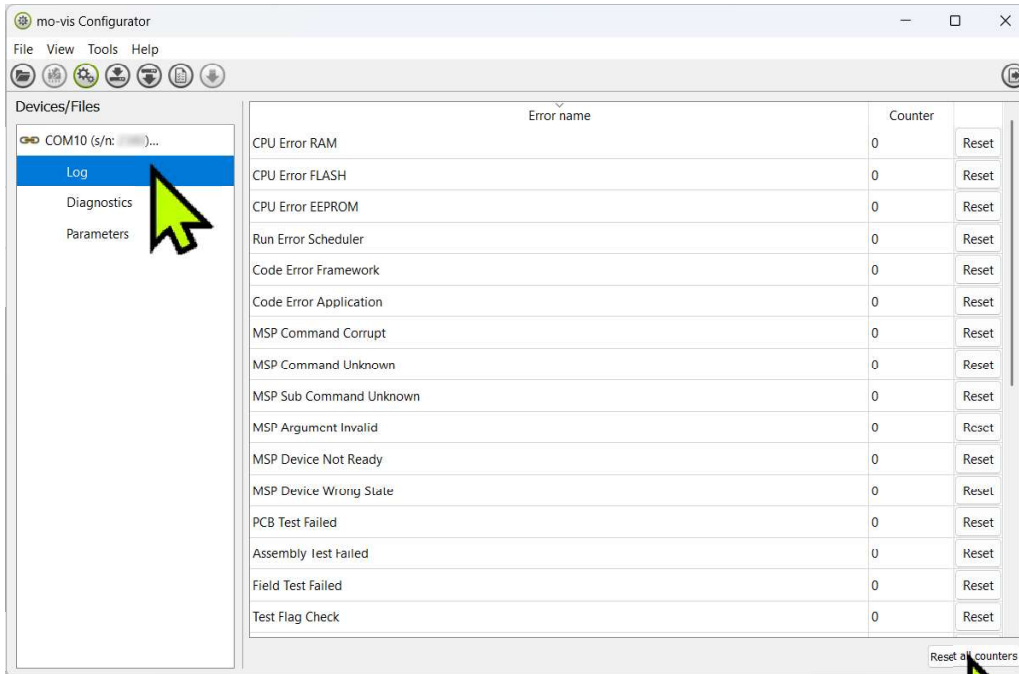 mo-vis Configurator
File View Tools Help
Devices/Files
COM10 (s/n: )...
Log
Diagnostics
Parameters
Error name Counter
CPU Error RAM 0 Reset
CPU Error FLASH 0 Reset
CPU Error EEPROM 0 Reset
Run Error Scheduler 0 Reset
Code Error Framework 0 Reset
Code Error Application 0 Reset
MSP Command Corrupt 0 Reset
MSP Command Unknown 0 Reset
MSP Sub Command Unknown 0 Reset
MSP Argument Invalid 0 Reset
MSP Device Not Ready 0 Reset
MSP Device Wrong State 0 Reset
PCB Test Failed 0 Reset
Assembly Test Failed 0 Reset
Field Test Failed 0 Reset
Test Flag Check 0 Reset
Reset all counters